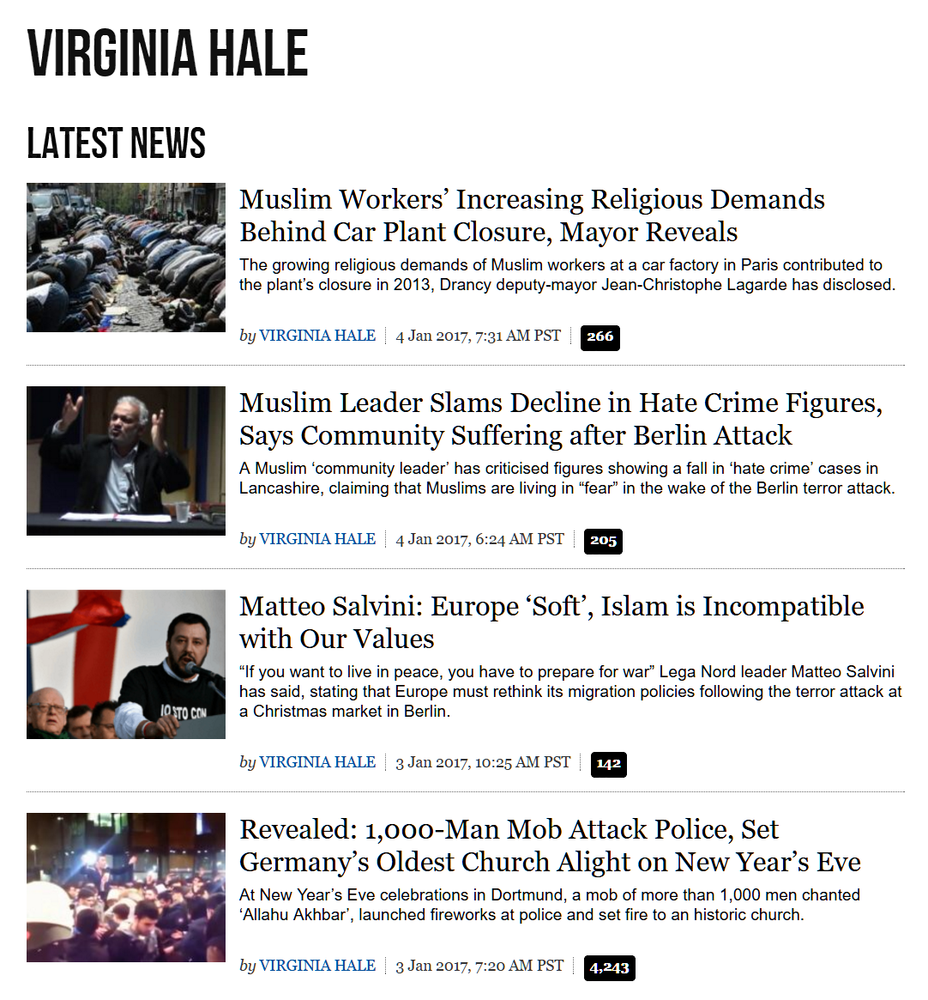 VIRGINIA HALE
LATEST NEWS
Muslim Workers’ Increasing Religious Demands
Behind Car Plant Closure, Mayor Reveals
The growing religious demands of Muslim workers at a car factory in Paris contributed to
the plant’s closure in 2013, Drancy deputy-mayor Jean-Christophe Lagarde has disclosed.
by VIRGINIA HALE 4 Jan 2017, 7:31 AM PST 266
Muslim Leader Slams Decline in Hate Crime Figures,
Says Community Suffering after Berlin Attack
A Muslim ‘community leader’ has criticised figures showing a fall in ‘hate crime’ cases in
Lancashire, claiming that Muslims are living in “fear” in the wake of the Berlin terror attack.
by VIRGINIA HALE 4 Jan 2017, 6:24 AM PST 205
Matteo Salvini: Europe ‘Soft’, Islam is Incompatible
with Our Values
“If you want to live in peace, you have to prepare for war” Lega Nord leader Matteo Salvini
has said, stating that Europe must rethink its migration policies following the terror attack at
a Christmas market in Berlin.
IO STO CON
by VIRGINIA HALE 3 Jan 2017, 10:25 AM PST 142
Revealed: 1,000-Man Mob Attack Police, Set
Germany’s Oldest Church Alight on New Year’s Eve
At New Year’s Eve celebrations in Dortmund, a mob of more than 1,000 men chanted
‘Allahu Akhbar’, launched fireworks at police and set fire to an historic church.
by VIRGINIA HALE 3 Jan 2017, 7:20 AM PST 4,243